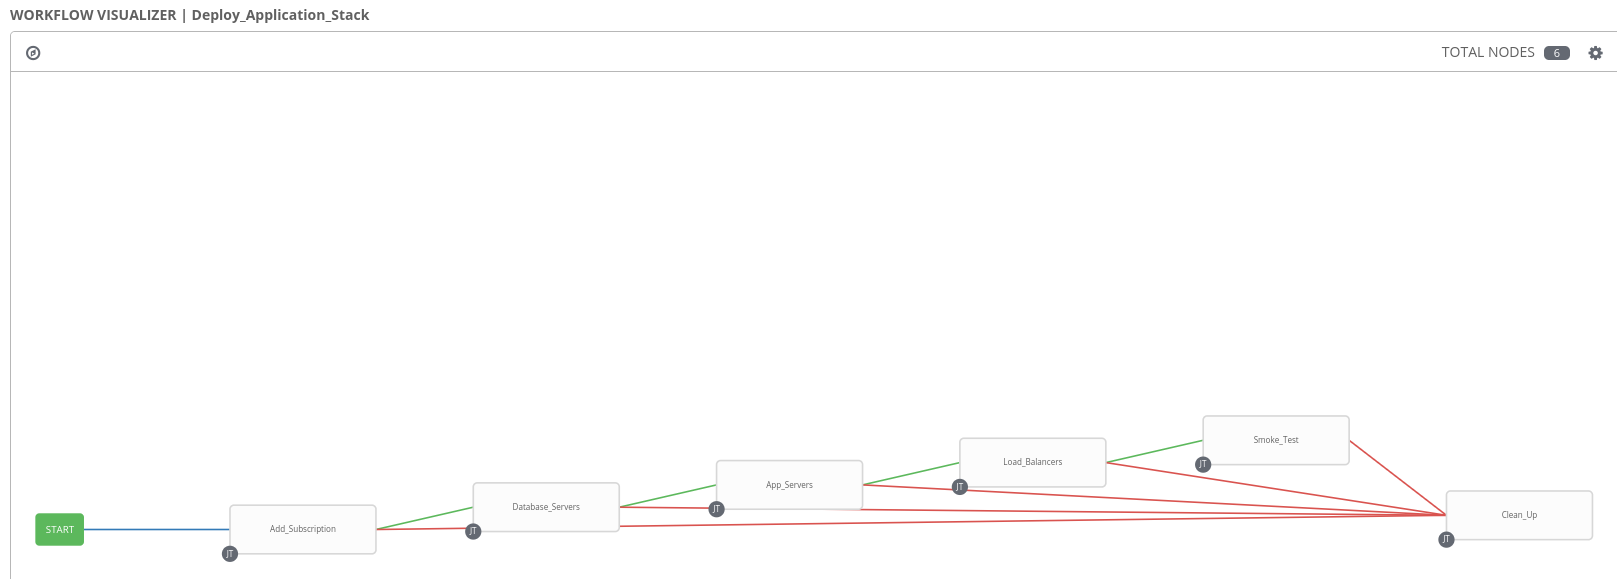 WORKFLOW VISUALIZER | Deploy_Application_Stack
TOTAL NODES 6
Smoke_Test
JT
Load_Balancers
JT
App_Servers
JT
Database_Servers
JT
Clean_Up
JT
START
Add_Subscription
JT